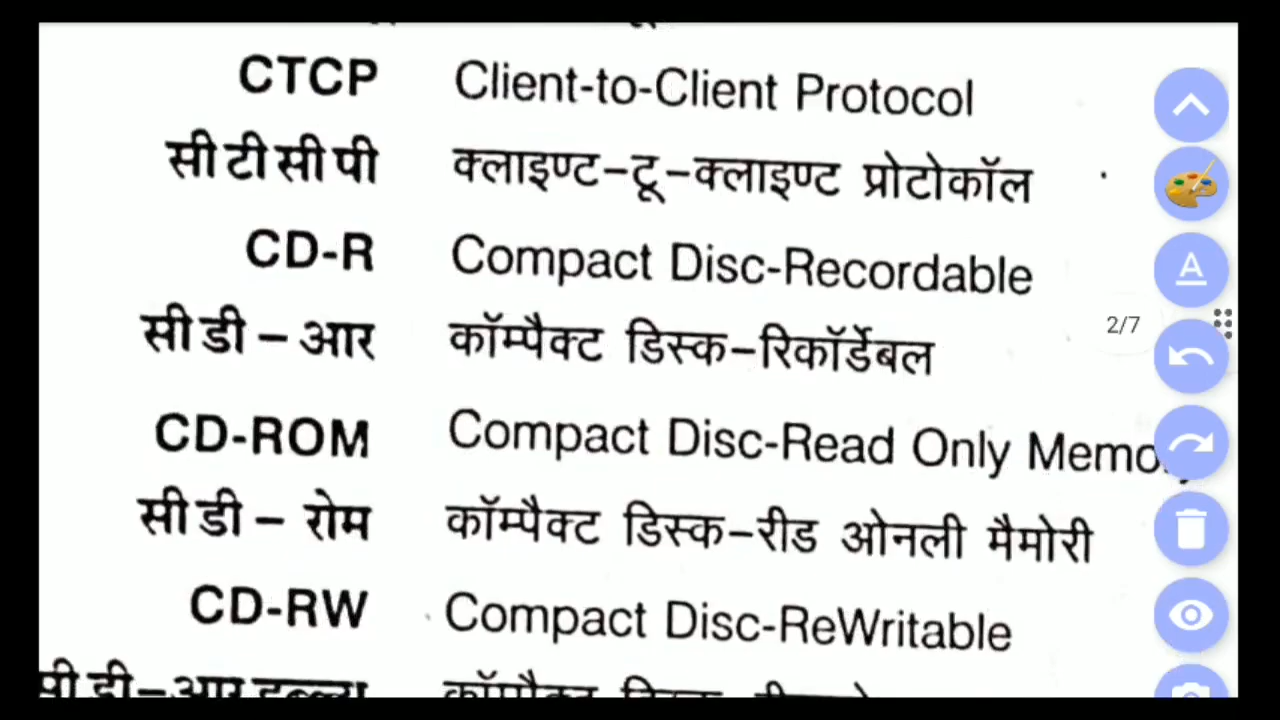 CTCP Client-to-Client Protocol
सी टी सी पी क्लाइण्ट-टू-क्लाइण्ट प्रोटोकॉल
CD-R Compact Disc-Recordable
सी डी – आर कॉम्पैक्ट डिस्क-रिकॉर्डेबल
2/7
CD-ROM Compact Disc-Read Only
सी डी – रोम कॉम्पैक्ट डिस्क-रीड ओनली मैमोरी
CD-RW Compact Disc-ReWritable
कॉम्पैक्ट डिस्क